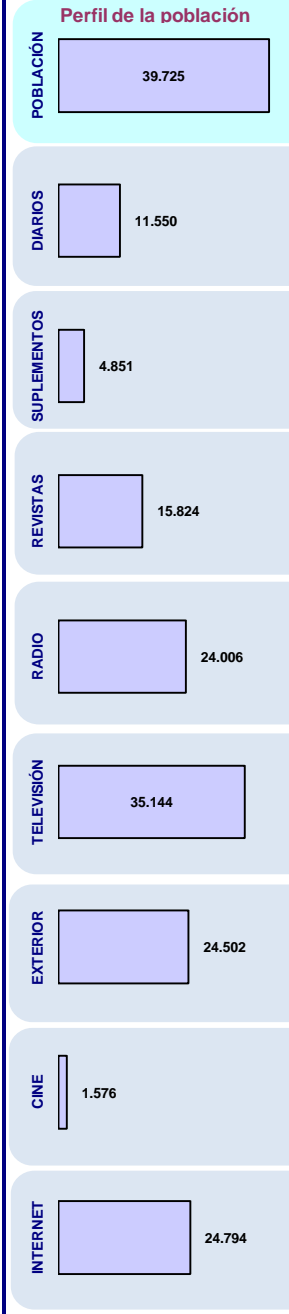 Perfil de la población
POBLACIÓN
39.725
DIARIOS
11.550
SUPLEMENTOS
4.851
REVISTAS
15.824
RADIO
24.006
TELEVISIÓN
35.144
EXTERIOR
24.502
CINE
1.576
INTERNET
24.794